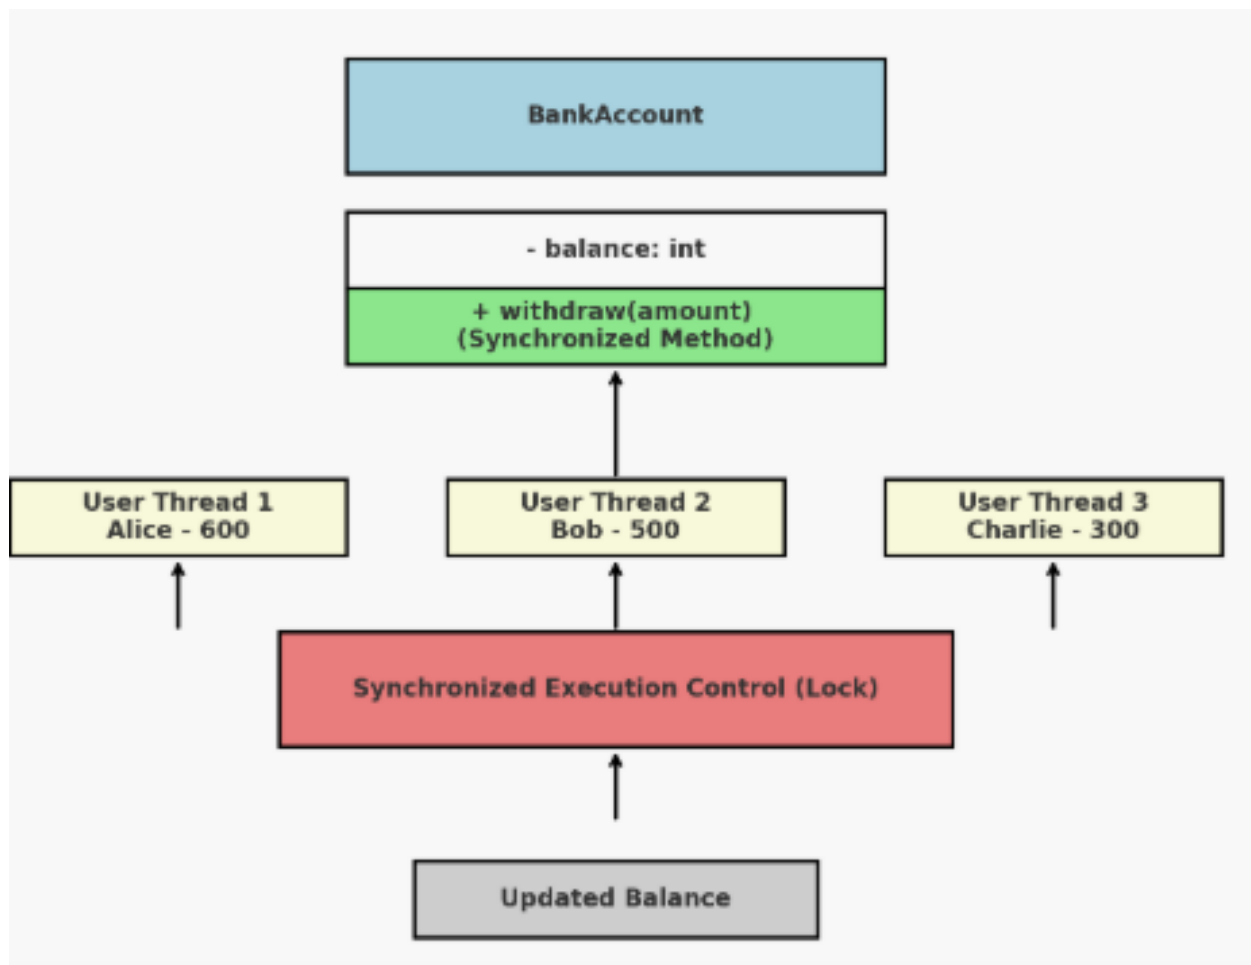 BankAccount
- balance: int
+ withdraw(amount)
(Synchronized Method)
User Thread 1
Alice - 600
User Thread 2
Bob - 500
User Thread 3
Charlie - 300
Synchronized Execution Control (Lock)
Updated Balance